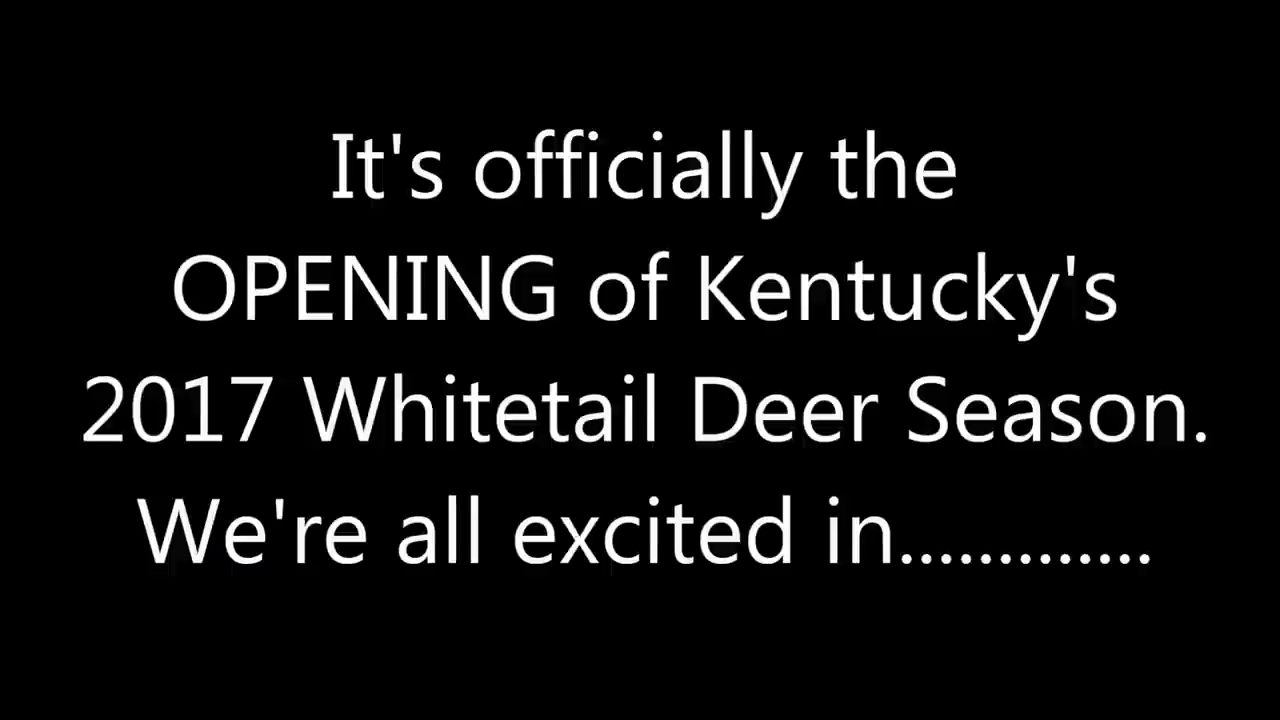 It's officially the
OPENING of Kentucky's
2017 Whitetail Deer Season.
We're all excited in.............